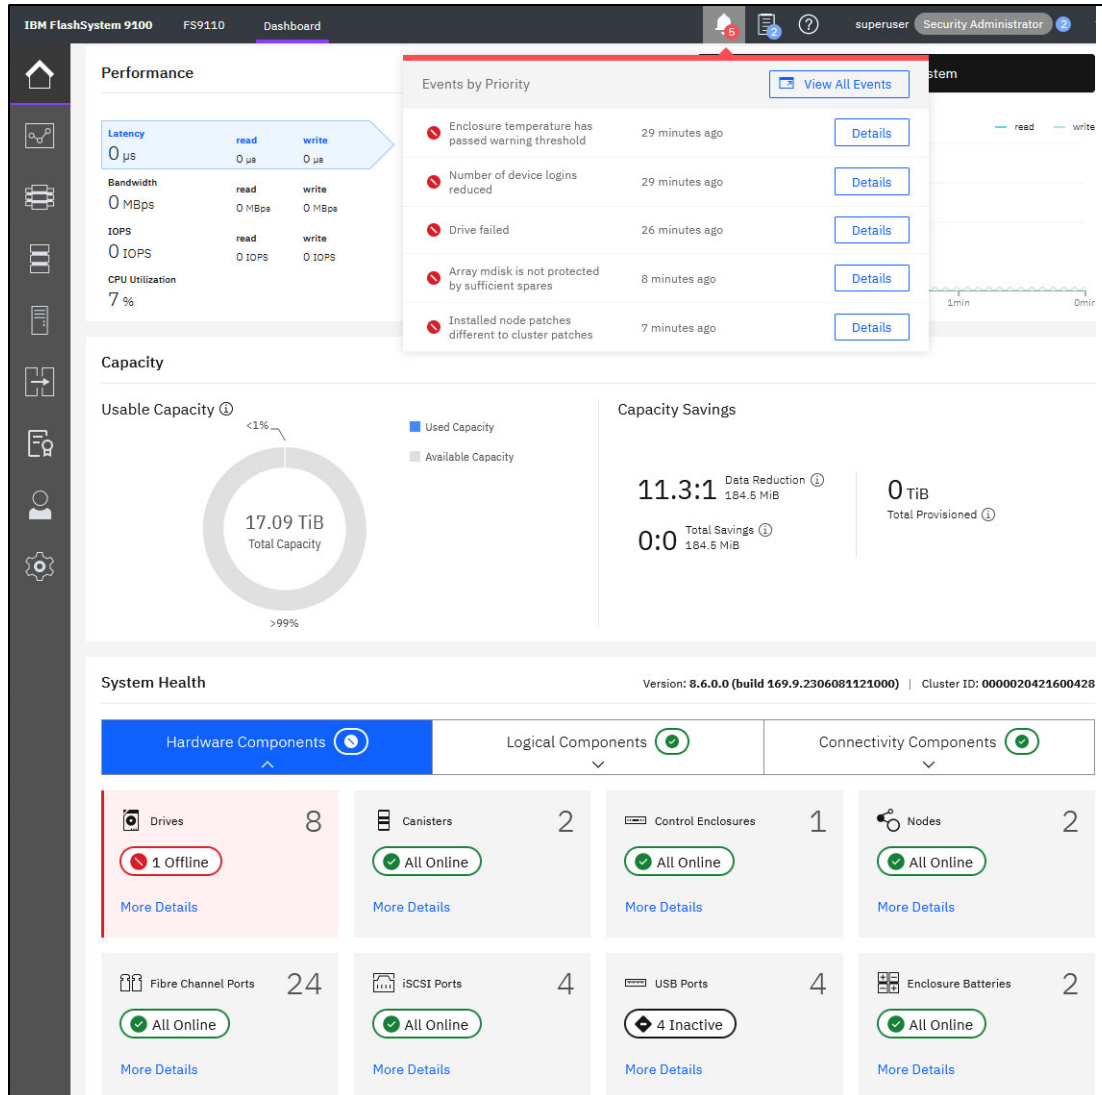 IBM FlashSystem 9100 FS9110 Dashboard 5 2 superuser Security Administrator 2
Performance
Latency read write
0 µs 0 µs 0 µs
Bandwidth read write
0 MBps 0 MBps 0 MBps
IOPS read write
0 IOPS 0 IOPS 0 IOPS
CPU Utilization
7 %
Events by Priority View All Events
Enclosure temperature has
passed warning threshold 29 minutes ago Details
Number of device logins
reduced 29 minutes ago Details
Drive failed 26 minutes ago Details
Array mdisk is not protected
by sufficient spares 8 minutes ago Details
Installed node patches
different to cluster patches 7 minutes ago Details
stem
read write
1min 0min
Capacity
Usable Capacity
<1%
17.09 TiB
Total Capacity
>99%
Used Capacity
Available Capacity
Capacity Savings
11.3:1 Data Reduction
184.5 MiB
0:0 Total Savings
184.5 MiB
0 TiB
Total Provisioned
System Health Version: 8.6.0.0 (build 169.9.2306081121000) | Cluster ID: 0000020421600428
Hardware Components Logical Components Connectivity Components
Drives 8
1 Offline
More Details
Canisters 2
All Online
More Details
Control Enclosures 1
All Online
More Details
Nodes 2
All Online
More Details
Fibre Channel Ports 24
All Online
More Details
iSCSI Ports 4
All Online
More Details
USB Ports 4
4 Inactive
More Details
Enclosure Batteries 2
All Online
More Details